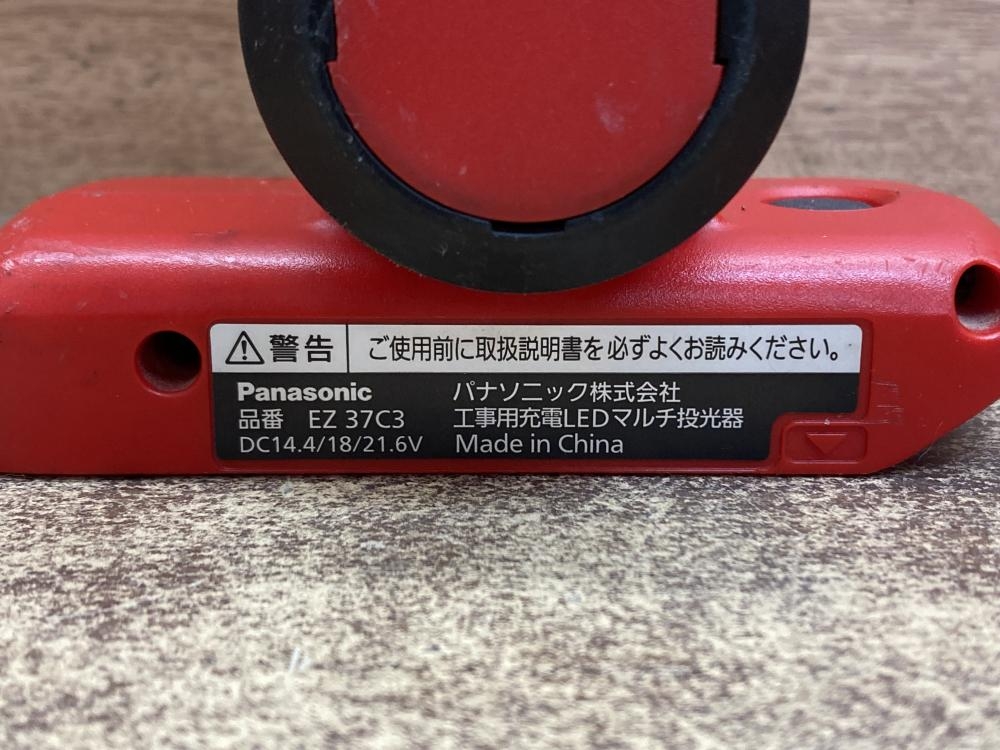 警告 ご使用前に取扱説明書を必ずよくお読みください。
Panasonic パナソニック株式会社
品番 EZ 37C3 工事用充電LEDマルチ投光器
DC14.4/18/21.6V Made in China